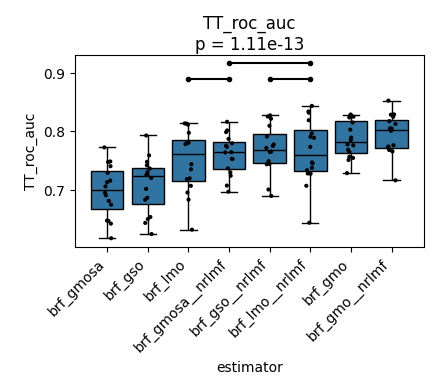 TT_roc_auc
p = 1.11e-13
TT_roc_auc
0.9
0.8
0.7
brf_gmosa
brf_gso
brf_lmo
brf_gmosa__nrlmf
brf_gso__nrlmf
brf_lmo__nrlmf
brf_gmo
brf_gmo__nrlmf
estimator